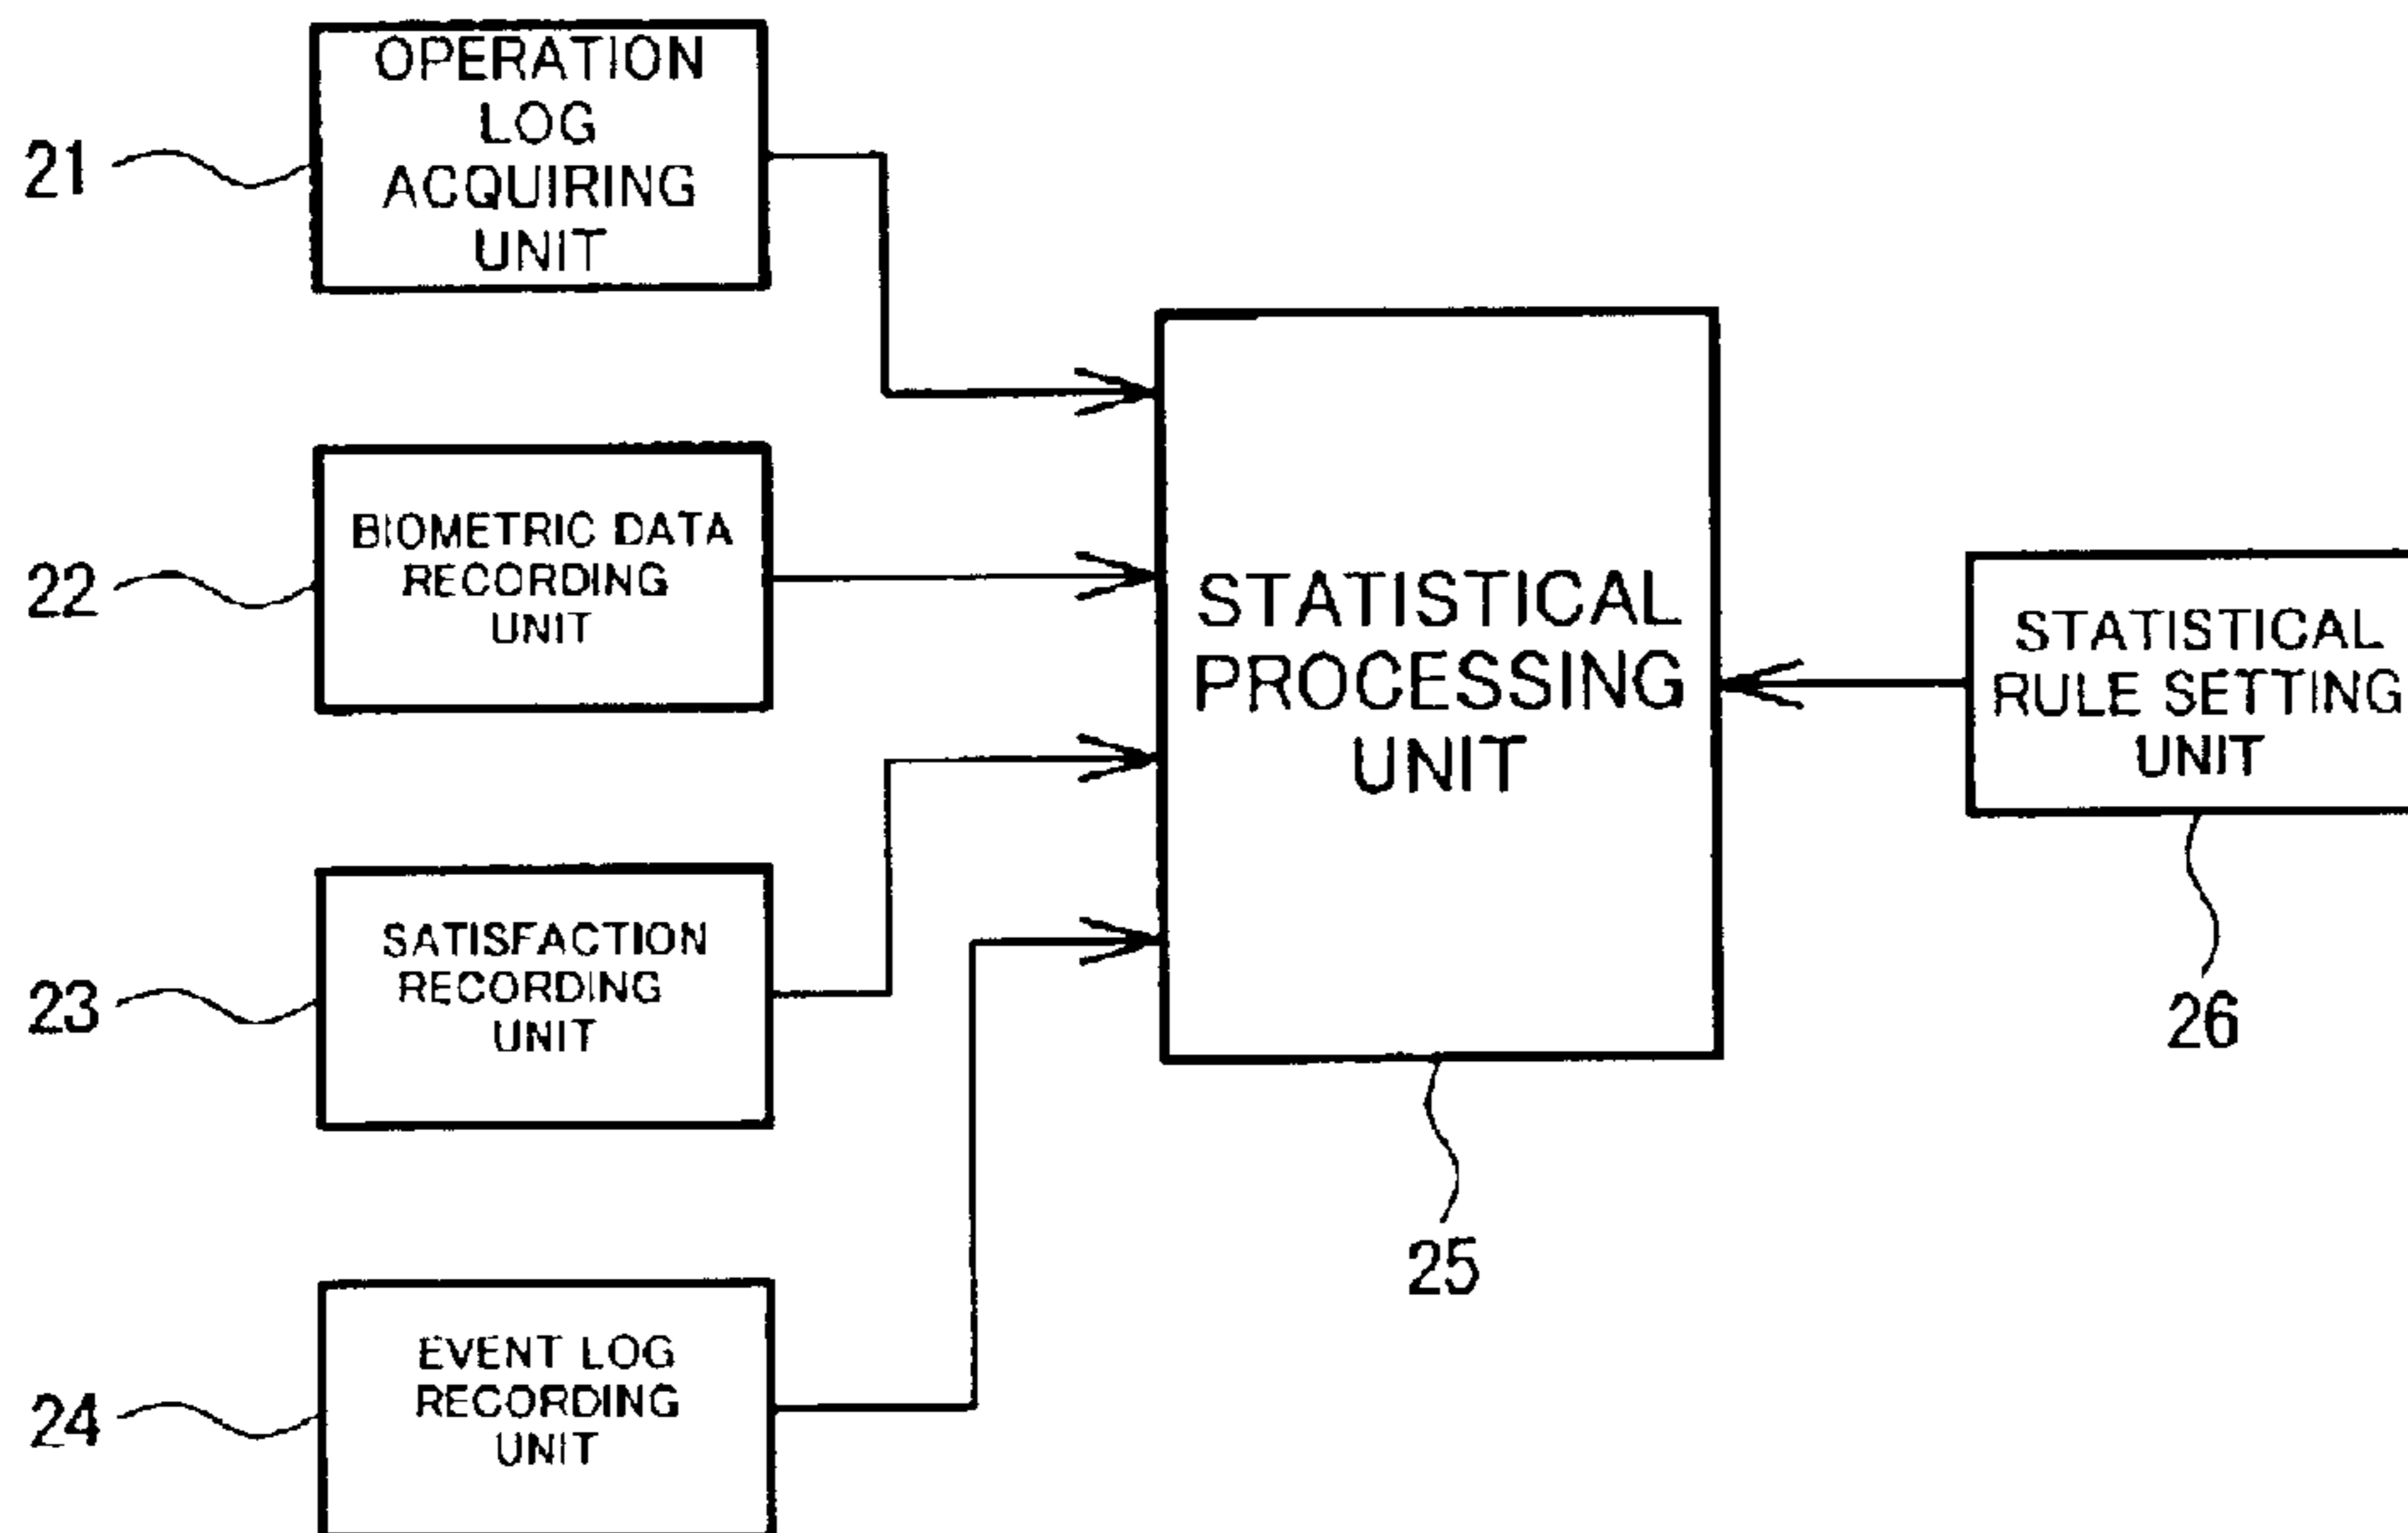 OPERATION
LOG
ACQUIRING
UNIT
21
BIOMETRIC DATA
RECORDING
UNIT
22
SATISFACTION
RECORDING
UNIT
23
EVENT LOG
RECORDING
UNIT
24
STATISTICAL
PROCESSING
UNIT
25
STATISTICAL
RULE SETTING
UNIT
26